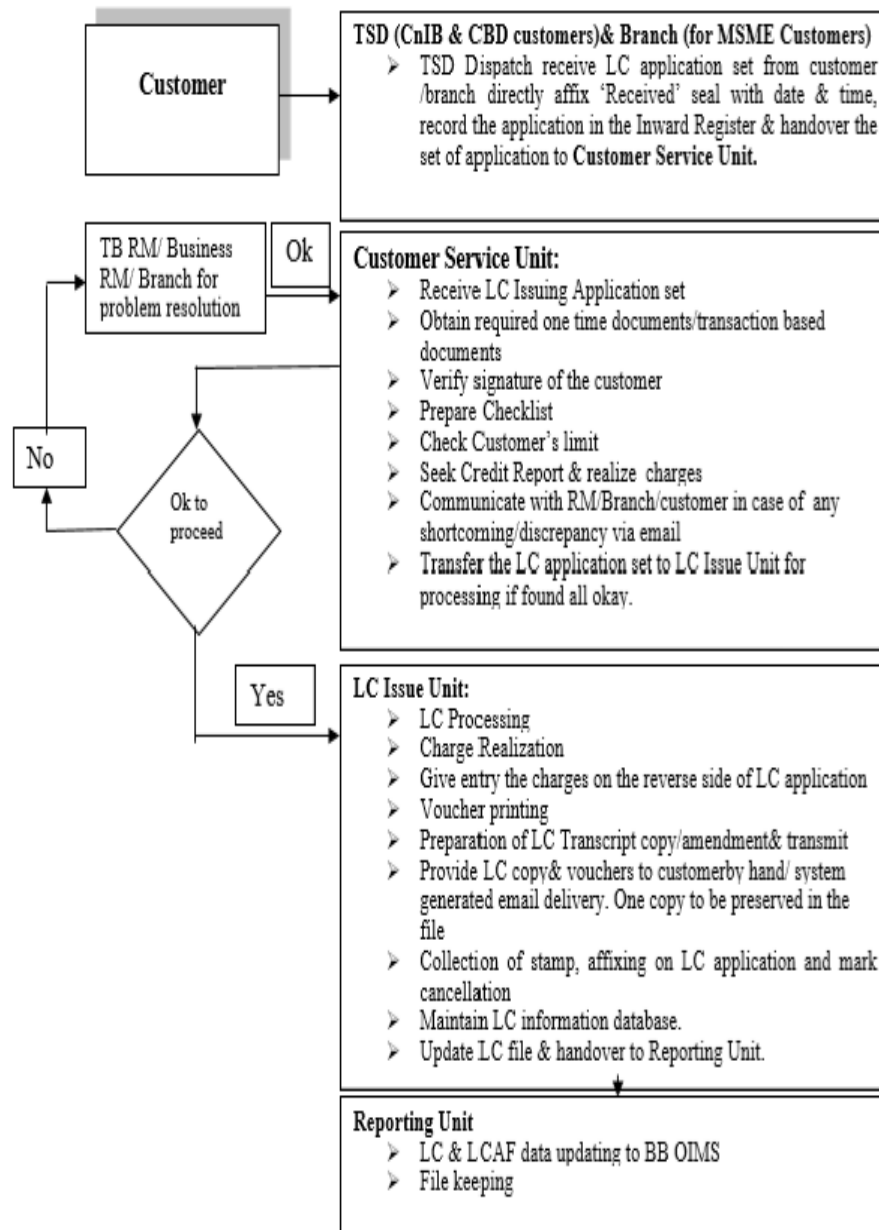 Customer
TSD (CnIB & CBD customers)& Branch (for MSME Customers)
➢ TSD Dispatch receive LC application set from customer
/branch directly affix ‘Received’ seal with date & time,
record the application in the Inward Register & handover the
set of application to Customer Service Unit.
TB RM/ Business
RM/ Branch for
problem resolution
Ok
Customer Service Unit:
➢ Receive LC Issuing Application set
➢ Obtain required one time documents/transaction based
documents
➢ Verify signature of the customer
➢ Prepare Checklist
➢ Check Customer’s limit
➢ Seek Credit Report & realize charges
➢ Communicate with RM/Branch/customer in case of any
shortcoming/discrepancy via email
➢ Transfer the LC application set to LC Issue Unit for
processing if found all okay.
No
Ok to
proceed
Yes
LC Issue Unit:
➢ LC Processing
➢ Charge Realization
➢ Give entry the charges on the reverse side of LC application
➢ Voucher printing
➢ Preparation of LC Transcript copy/amendment& transmit
➢ Provide LC copy& vouchers to customerby hand/ system
generated email delivery. One copy to be preserved in the
file
➢ Collection of stamp, affixing on LC application and mark
cancellation
➢ Maintain LC information database.
➢ Update LC file & handover to Reporting Unit.
Reporting Unit
➢ LC & LCAF data updating to BB OIMS
➢ File keeping